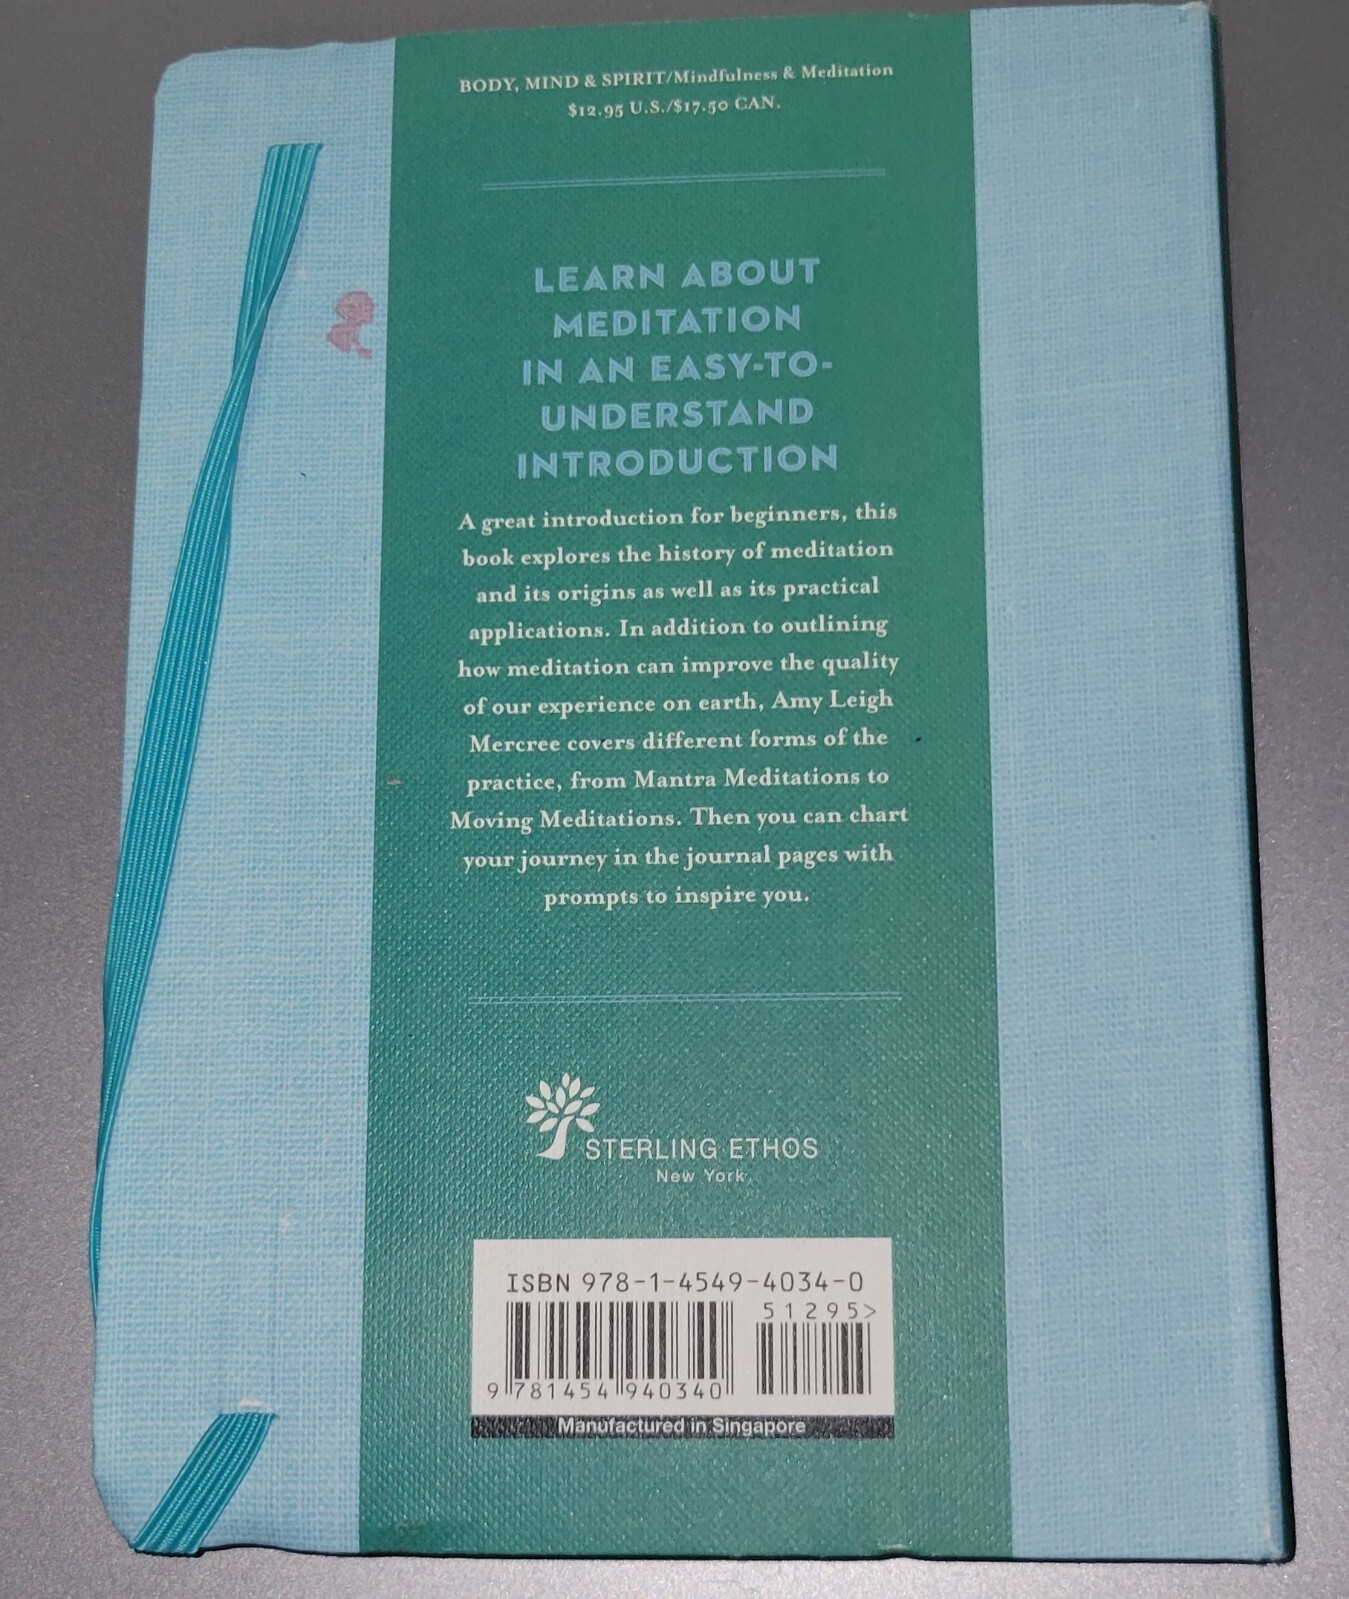 BODY, MIND & SPIRIT/Mindfulness & Meditation
$12.95 U.S./$17.50 CAN.
LEARN ABOUT
MEDITATION
IN AN EASY-TO-
UNDERSTAND
INTRODUCTION
A great introduction for beginners, this
book explores the history of meditation
and its origins as well as its practical
applications. In addition to outlining
how meditation can improve the quality
of our experience on earth, Amy Leigh
Mercree covers different forms of the
practice, from Mantra Meditations to
Moving Meditations. Then you can chart
your journey in the journal pages with
prompts to inspire you.
STERLING ETHOS
New York
ISBN 978-1-4549-4034-0
51295>
9 781454 940340
Manufactured in Singapore